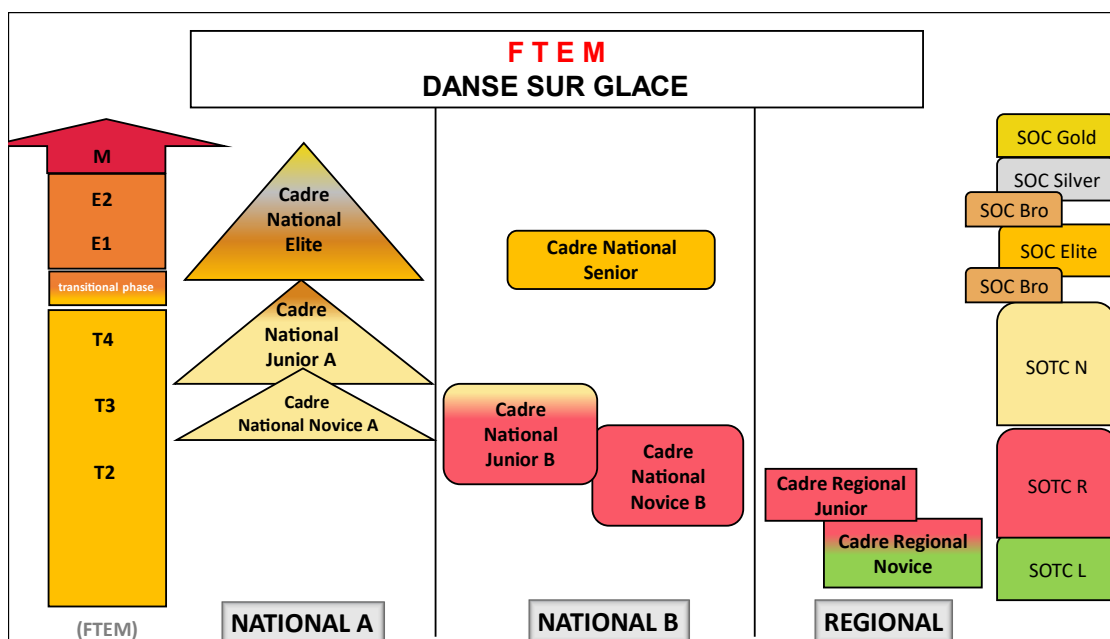 F T E M
DANSE SUR GLACE
M
E2
E1
transitional phase
T4
T3
T2
(FTEM)
Cadre
National
Elite
Cadre
National
Junior A
Cadre
National Novice A
NATIONAL A
Cadre National
Senior
Cadre
National
Junior B
Cadre
National
Novice B
NATIONAL B
Cadre Regional
Junior
Cadre Regional
Novice
REGIONAL
SOC Gold
SOC Silver
SOC Bro
SOC Elite
SOC Bro
SOTC N
SOTC R
SOTC L